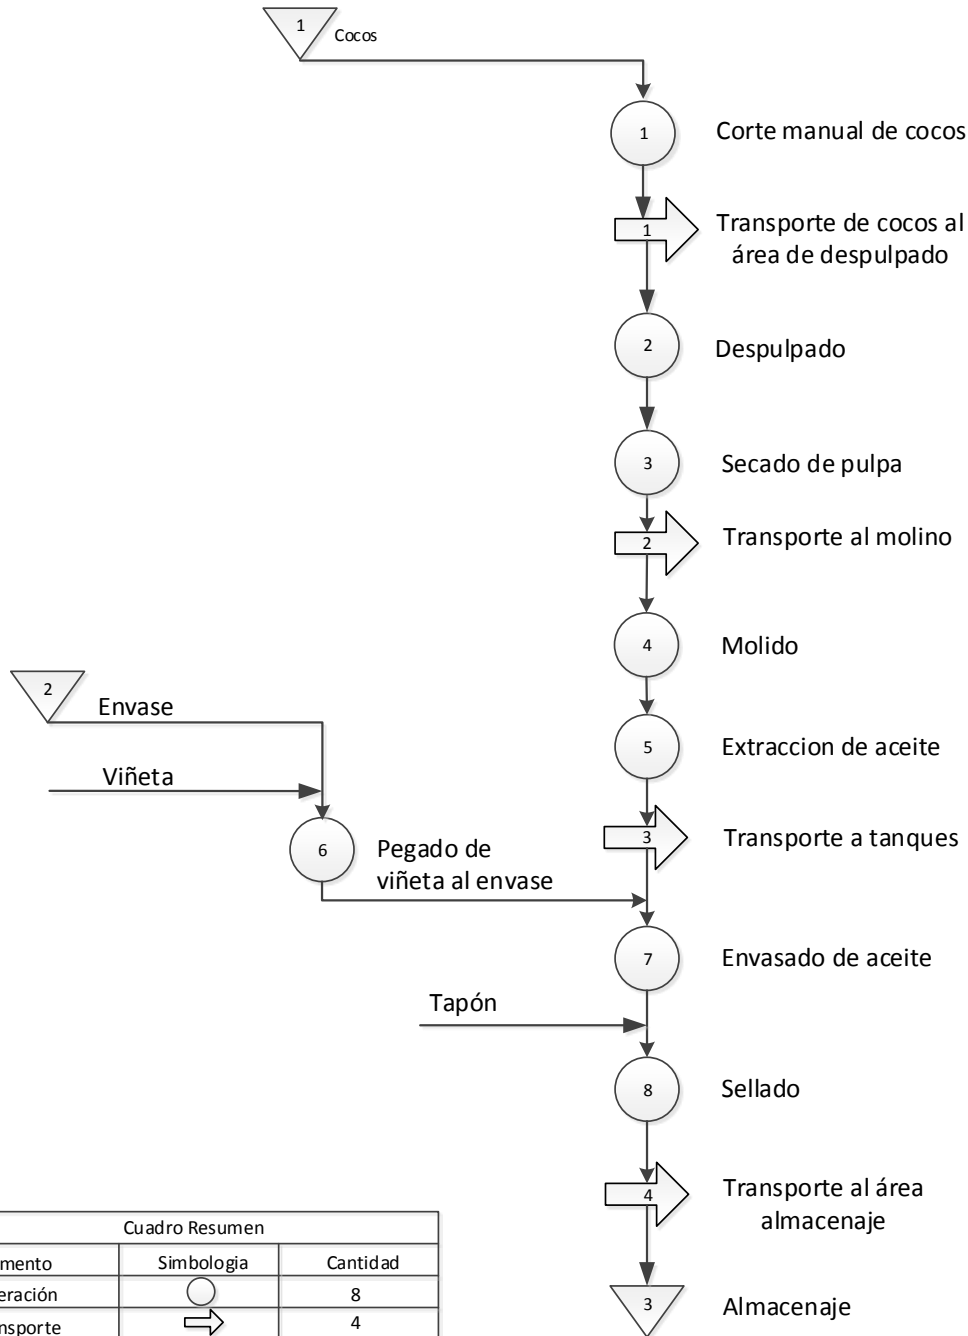 1
Cocos
1
Corte manual de cocos
1
Transporte de cocos al
área de despulpado
2
Despulpado
3
Secado de pulpa
2
Transporte al molino
4
Molido
2
Envase
5
Extraccion de aceite
Viñeta
3
Transporte a tanques
6
Pegado de
viñeta al envase
7
Envasado de aceite
Tapón
8
Sellado
4
Transporte al área
almacenaje
3
Almacenaje
Cuadro Resumen
mento Simbologia Cantidad
eración 8
nsporte 4